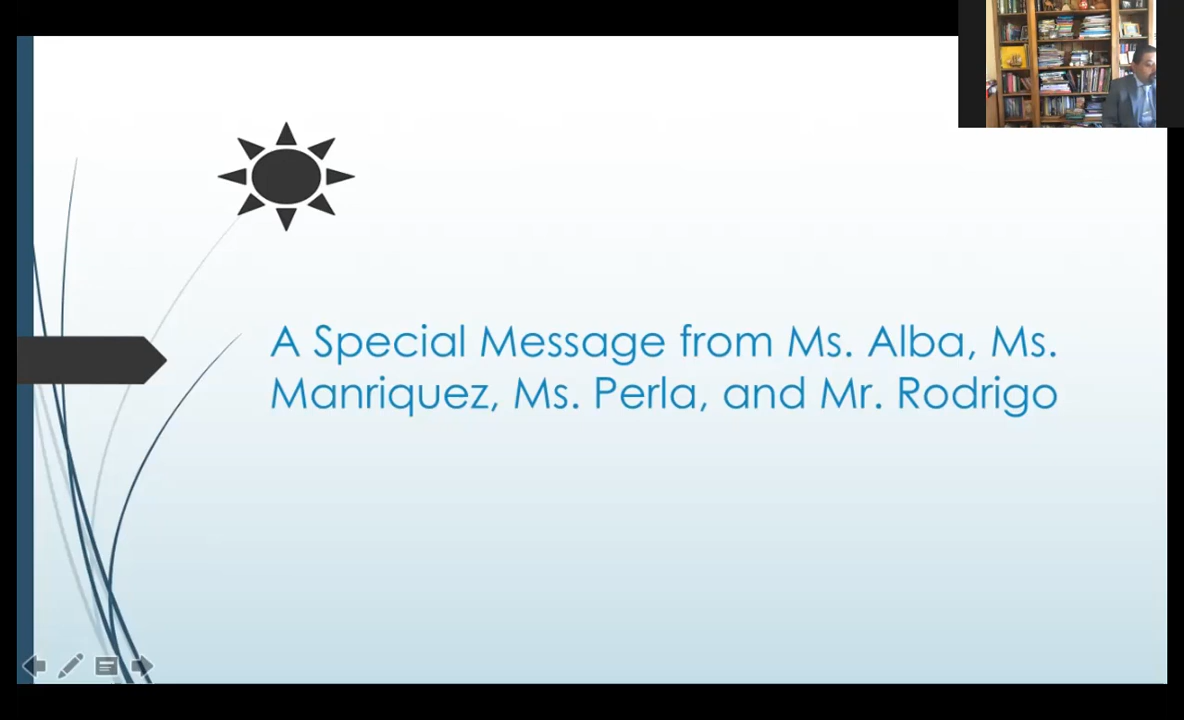 A Special Message from Ms. Alba, Ms.
Manriquez, Ms. Perla, and Mr. Rodrigo